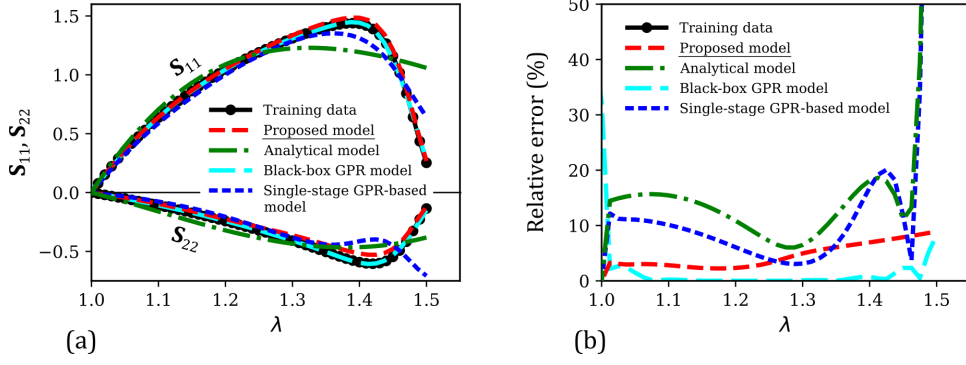 1.5
1.0
0.5
0.0
−0.5
S11, S22
S11
S22
Training data
Proposed model
Analytical model
Black-box GPR model
Single-stage GPR-based
model
1.0 1.1 1.2 1.3 1.4 1.5
λ
(a)
50
40
30
20
10
0
Relative error (%)
Training data
Proposed model
Analytical model
Black-box GPR model
Single-stage GPR-based model
1.0 1.1 1.2 1.3 1.4 1.5
λ
(b)